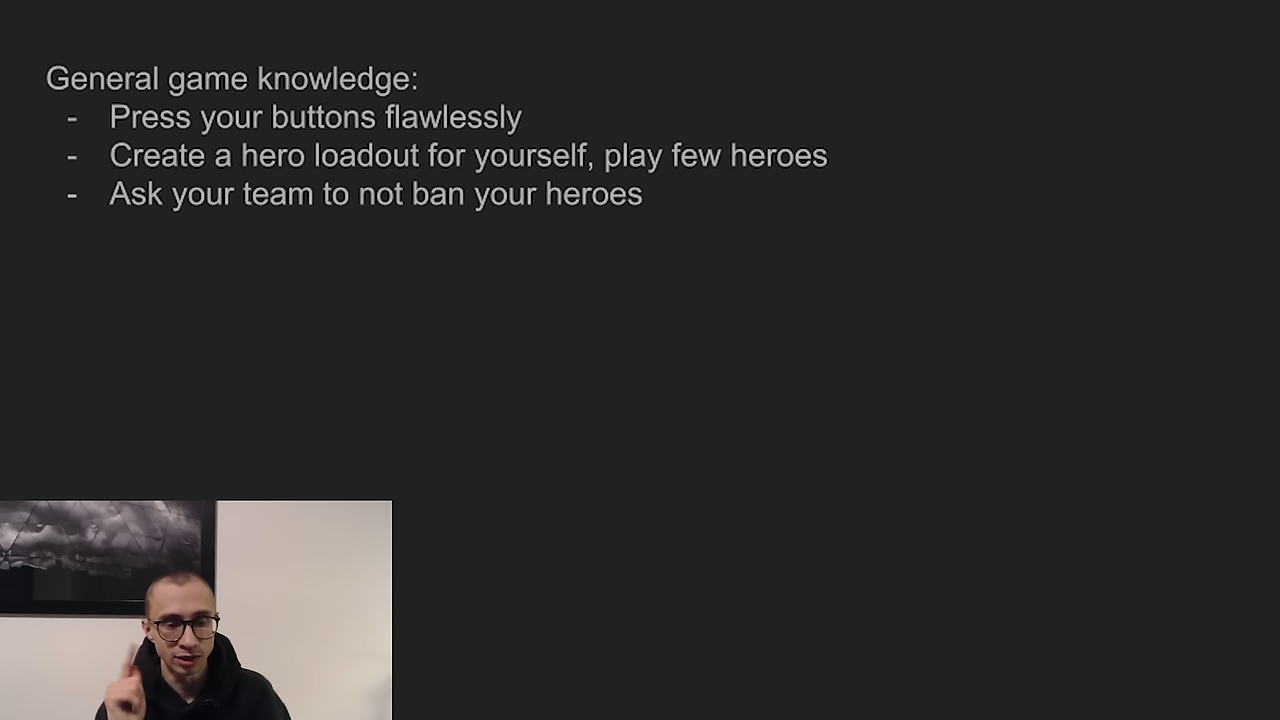 General game knowledge:
- Press your buttons flawlessly
- Create a hero loadout for yourself, play few heroes
- Ask your team to not ban your heroes